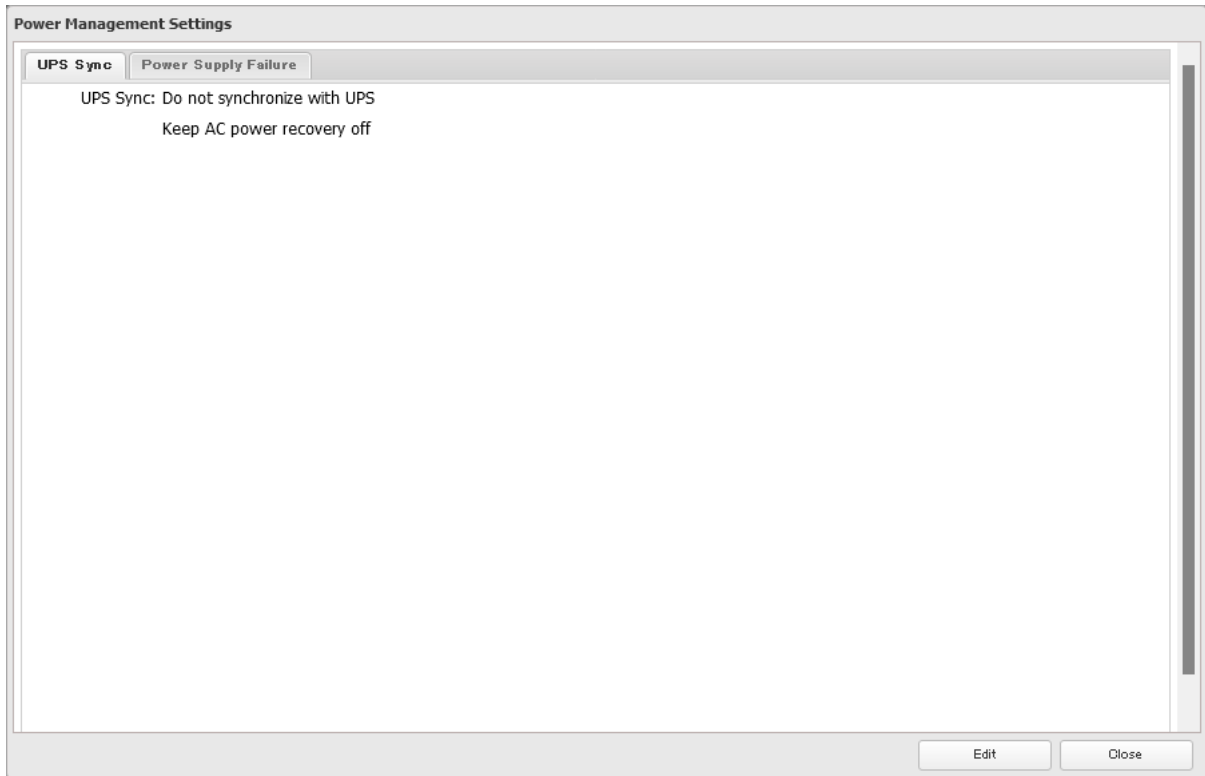 Power Management Settings
UPS Sync Power Supply Failure
UPS Sync: Do not synchronize with UPS
Keep AC power recovery off
Edit Close